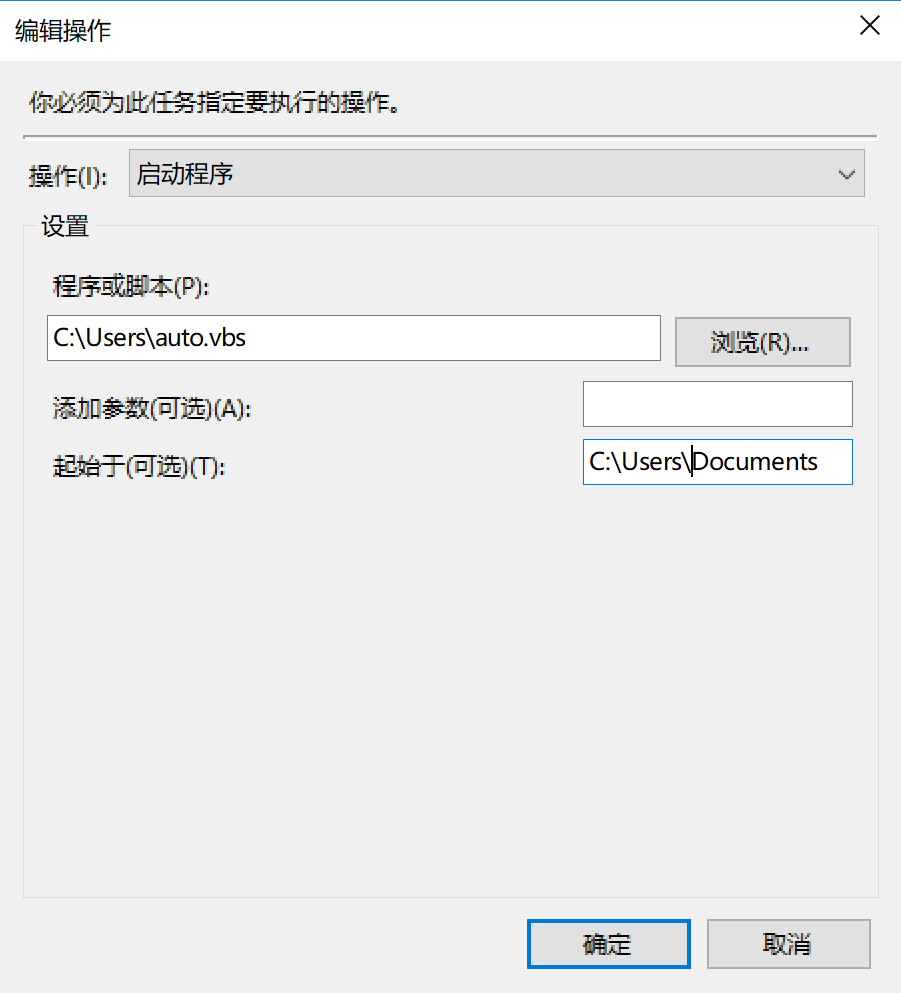 编辑操作
你必须为此任务指定要执行的操作。
操作(I): 启动程序
设置
程序或脚本(P):
C:\Users\auto.vbs 浏览(R)...
添加参数(可选)(A):
起始于(可选)(T): C:\Users\Documents
确定 取消